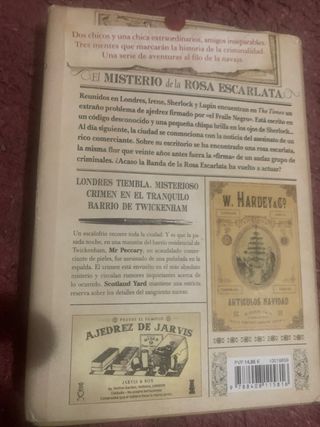 Dos chicos y una chica extraordinarios, amigos inseparables.
Tres mentes que marcarán la historia de la criminalidad.
Una serie de aventuras al filo de la navaja.
El MISTERIO de la ROSA ESCARLATA
Reunidos en Londres, Irene, Sherlock y Lupin encuentran en The Times un
extraño problema de ajedrez firmado por «el Fraile Negro». Está escrito en
un código desconocido y una pequeña chispa brilla en los ojos de Sherlock...
Al día siguiente, la ciudad se conmociona con la noticia del asesinato de un
rico comerciante. Sobre su escritorio se ha encontrado una rosa escarlata,
la misma flor que veinte años antes fuera la «firma» de un audaz grupo de
criminales. ¿Acaso la Banda de la Rosa Escarlata ha vuelto a actuar?
LONDRES TIEMBLA. MISTERIOSO
CRIMEN EN EL TRANQUILO
BARRIO DE TWICKENHAM
Un escalofrío recorre toda la ciudad. Y es que la pa-
sada noche, en una mansión del barrio residencial de
Twickenham, Mr Peccary, un acaudalado comer-
ciante de pieles, fue asesinado de una puñalada en la
espalda. El crimen está envuelto en el más absoluto
misterio y circulan rumores inquietantes acerca de
lo ocurrido. Scotland Yard mantiene una estricta
reserva sobre los detalles del sangriento suceso.
W. HARDEY & Co.
ARTÍCULOS NAVIDAD
AJEDREZ DE JARVIS
JARVIS & SON
PVP 14,95 €
10019859
9 788408 115816